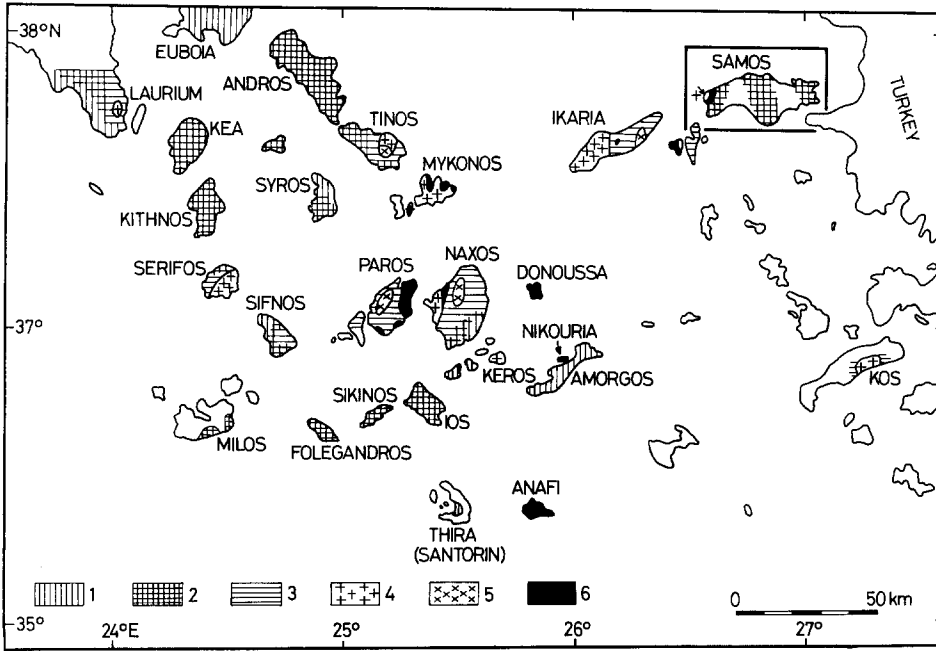 38°N
EUBOIA
SAMOS
LAURIUM
ANDROS
TURKEY
KEA
TINOS
IKARIA
MYKONOS
SYROS
KITHNOS
SERIFOS
PAROS
NAXOS
DONOUSSA
SIFNOS
37°
NIKOURIA
KEROS
AMORGOS
KOS
SIKINOS
IOS
MILOS
FOLEGANDROS
ANAFI
THIRA
(SANTORIN)
1 2 3 4 5 6 0 50 km
35°
24°E 25° 26° 27°